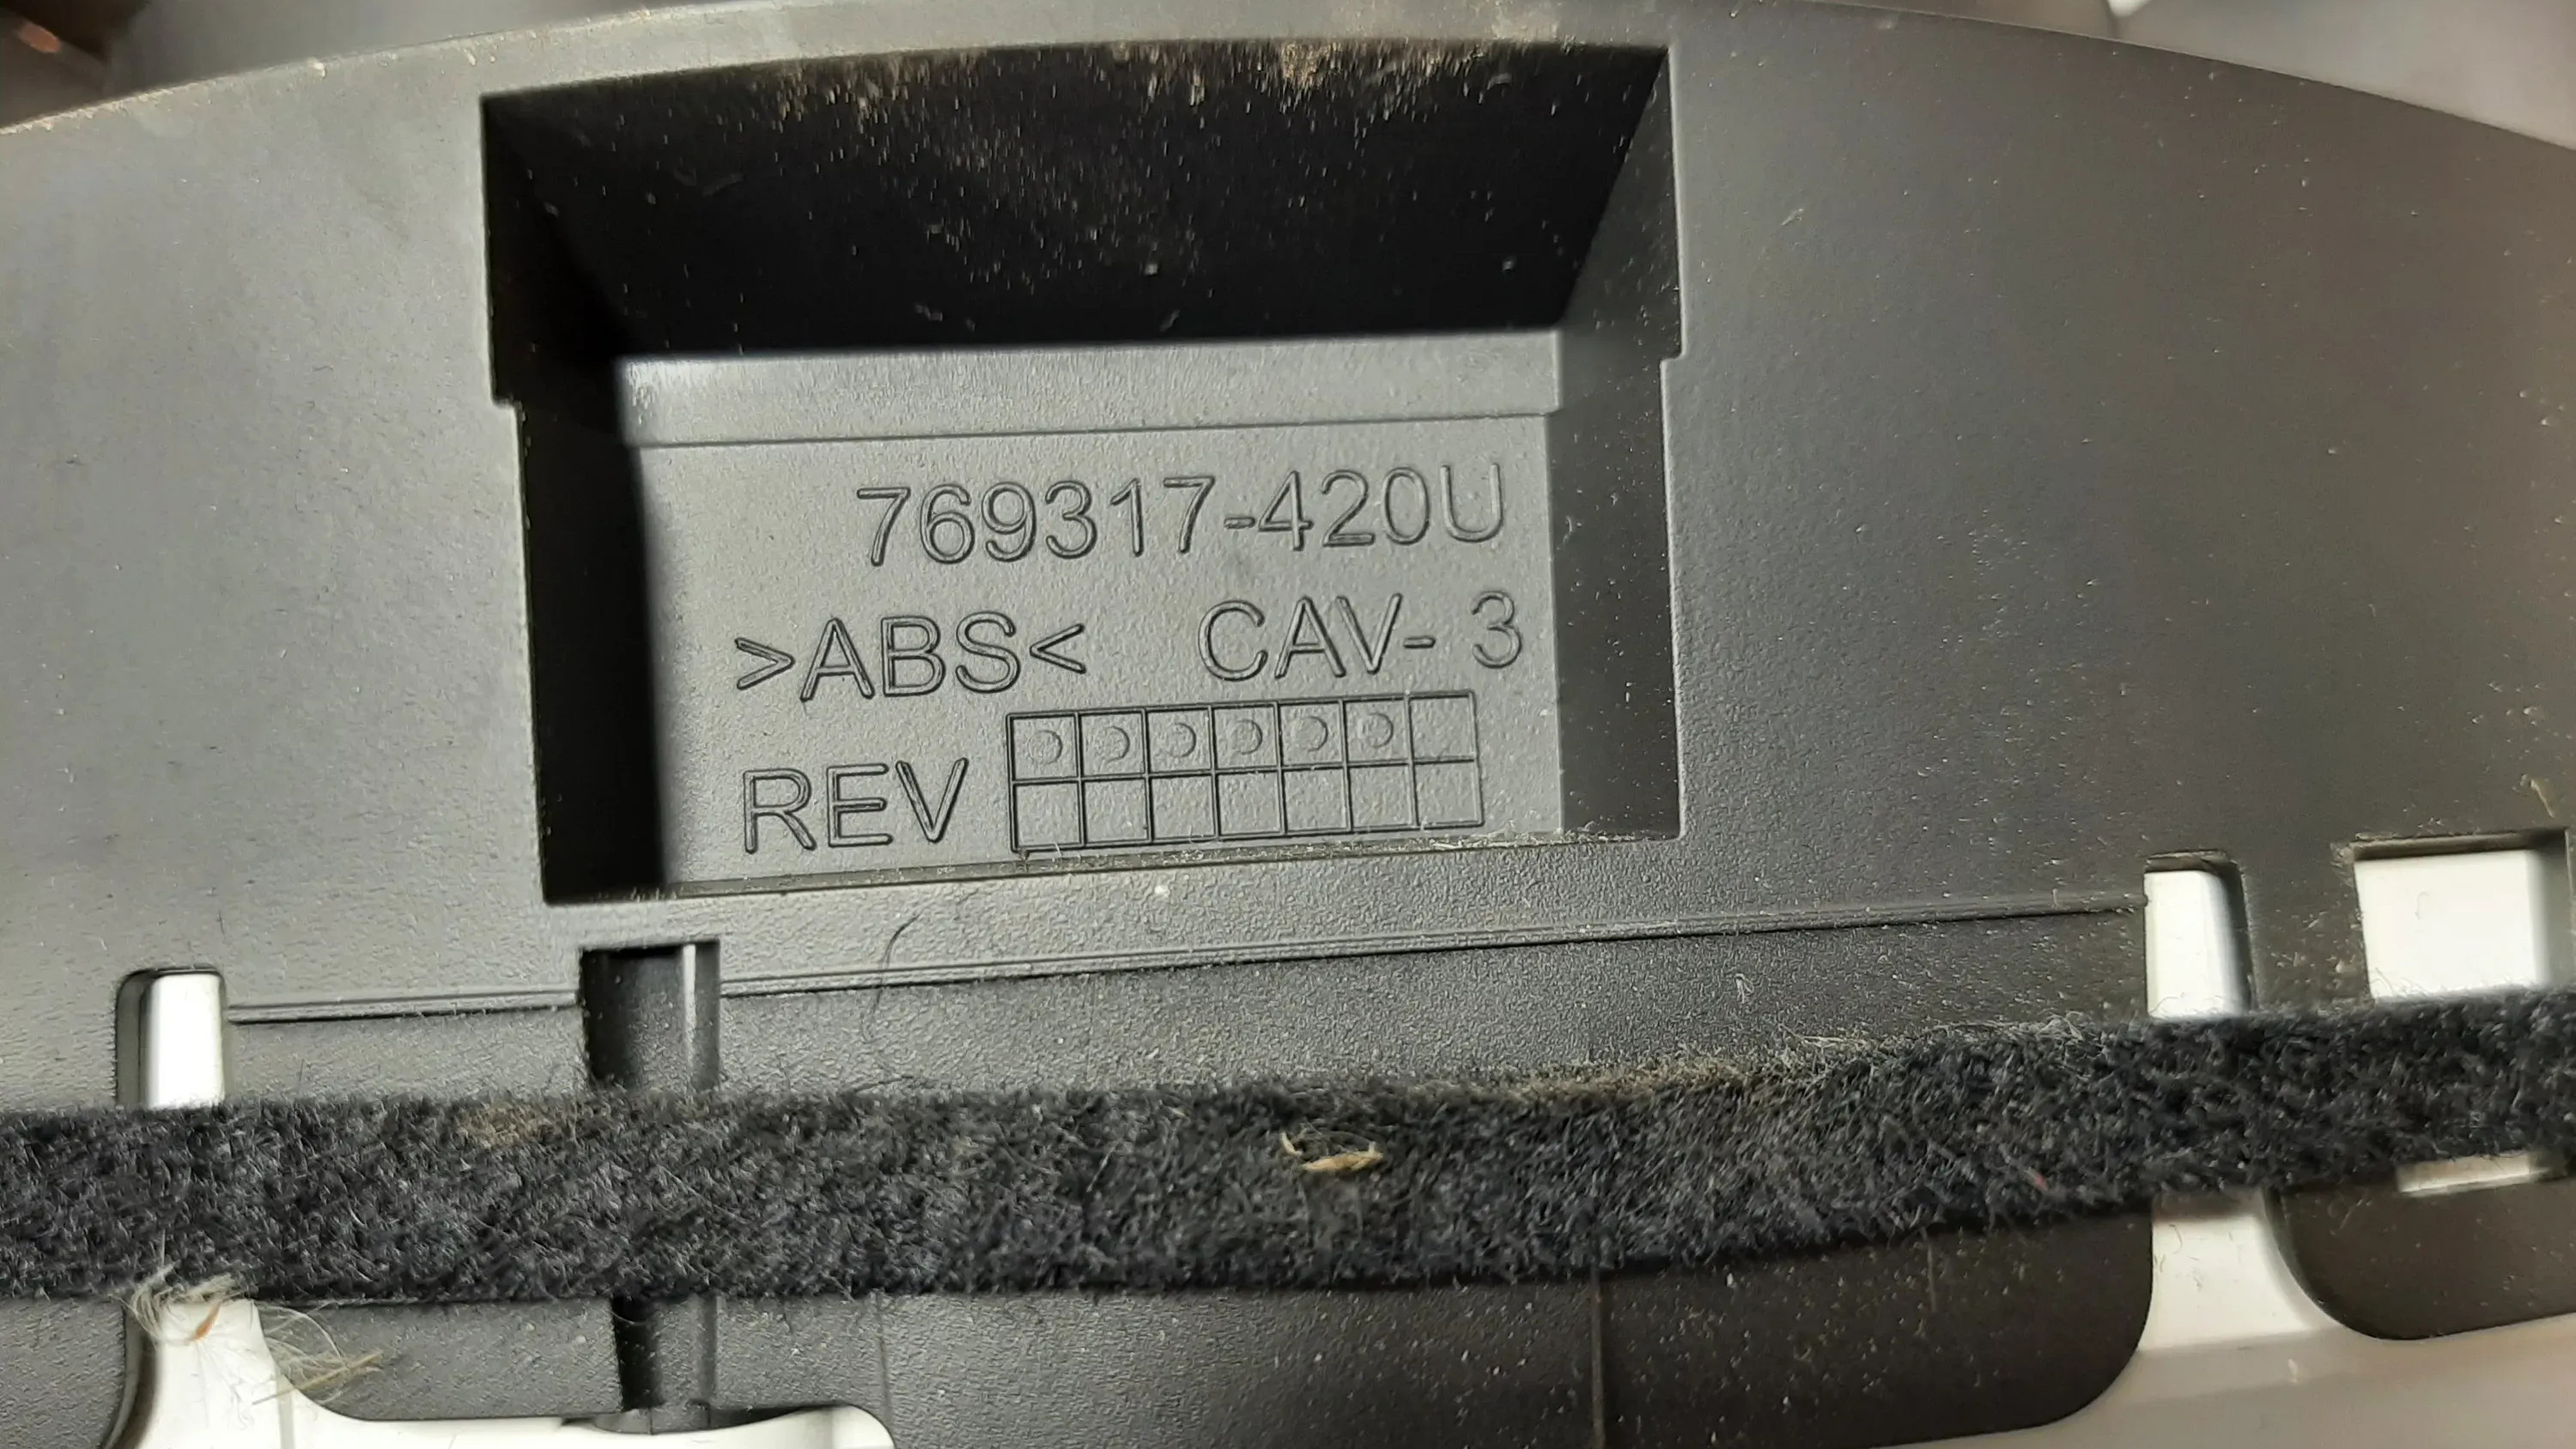 769317-420U
>ABS< CAV- 3
REV